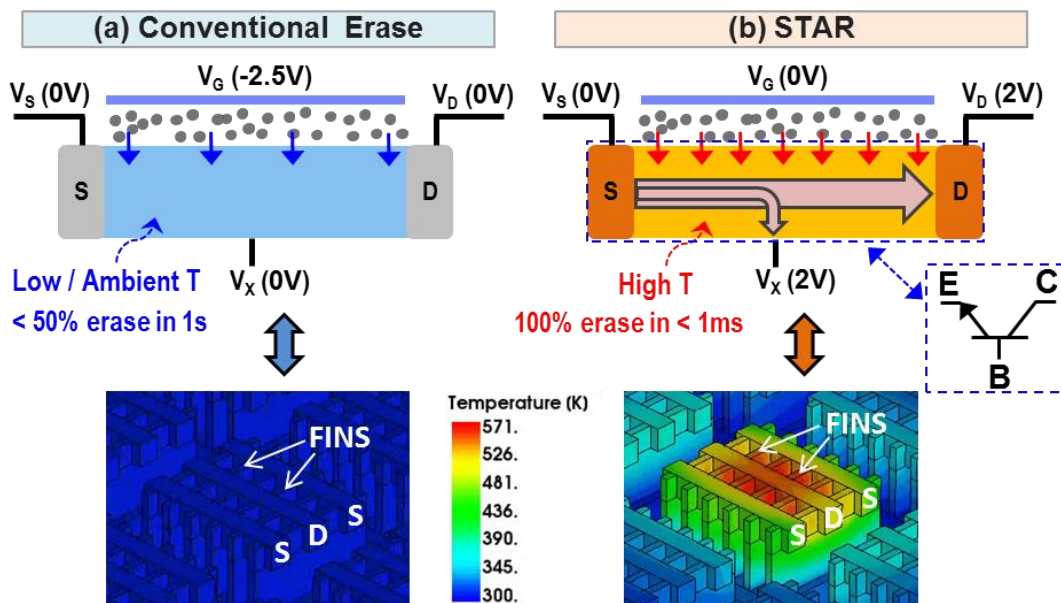 (a) Conventional Erase
V_G (-2.5V)
V_S (0V)
V_D (0V)
S
D
Low / Ambient T
< 50% erase in 1s
V_X (0V)
FINS
S
D
S
(b) STAR
V_G (0V)
V_S (0V)
V_D (2V)
S
D
High T
100% erase in < 1ms
V_X (2V)
E
C
B
Temperature (K)
571.
526.
481.
436.
390.
345.
300.
FINS
S
D
S